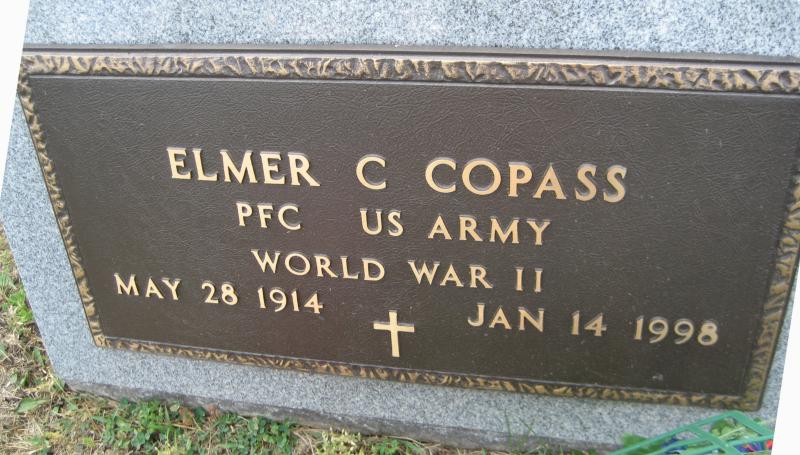 ELMER C COPASS
PFC US ARMY
WORLD WAR II
MAY 28 1914 JAN 14 1998